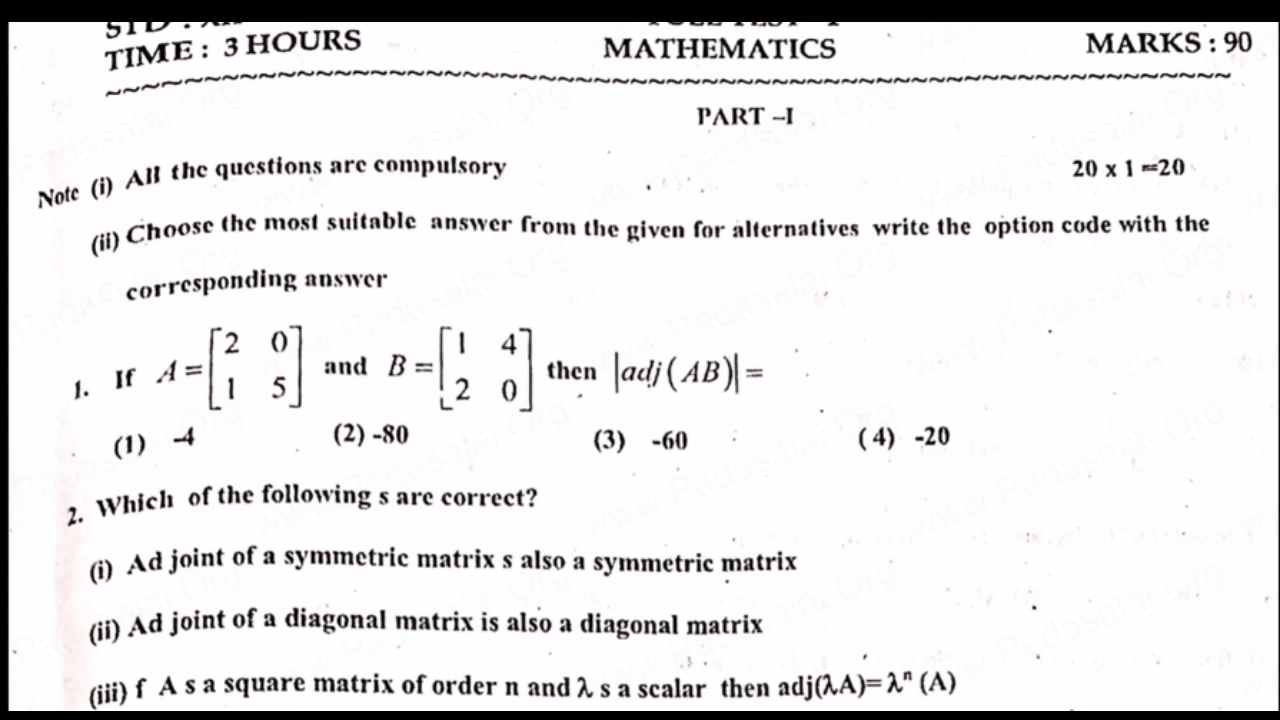 TIME : 3 HOURS MATHEMATICS MARKS : 90
PART –I
Note (i) All the questions are compulsory 20 x 1 =20
(ii) Choose the most suitable answer from the given for alternatives write the option code with the
corresponding answer
1. If A = [2 0; 1 5] and B = [1 4; 2 0] then |adj (AB)| =
(1) -4 (2) -80 (3) -60 (4) -20
2. Which of the following s are correct?
(i) Ad joint of a symmetric matrix s also a symmetric matrix
(ii) Ad joint of a diagonal matrix is also a diagonal matrix
(iii) f A s a square matrix of order n and λ s a scalar then adj(λA)= λⁿ (A)
www.Padasalai.Org